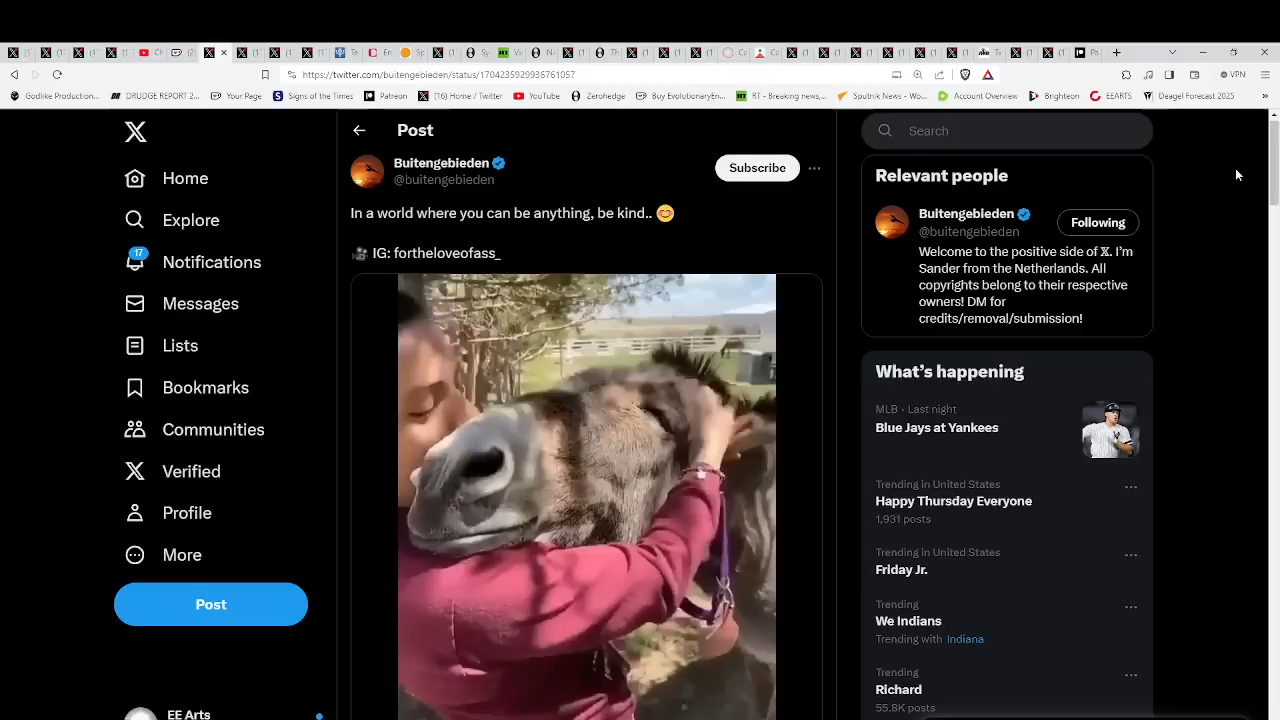 https://twitter.com/buitengebieden/status/1704235929936761057
VPN
Godlike Production...
DRUDGE REPORT 2...
Your Page
Signs of the Times
Patreon
(16) Home / Twitter
YouTube
Zerohedge
Buy EvolutionaryEn...
RT - Breaking news,...
Sputnik News - Wo...
Account Overview
Brighteon
EEARTS
Deagel Forecast 2025
Home
Explore
17
Notifications
Messages
Lists
Bookmarks
Communities
Verified
Profile
More
Post
EE Arts
Post
Buitengebieden
@buitengebieden
Subscribe
In a world where you can be anything, be kind.. 😊
🎥 IG: fortheloveofass_
Search
Relevant people
Buitengebieden
@buitengebieden
Following
Welcome to the positive side of 𝕏. I'm
Sander from the Netherlands. All
copyrights belong to their respective
owners! DM for
credits/removal/submission!
What's happening
MLB · Last night
Blue Jays at Yankees
Trending in United States
Happy Thursday Everyone
1,931 posts
Trending in United States
Friday Jr.
Trending
We Indians
Trending with Indiana
Trending
Richard
55.8K posts